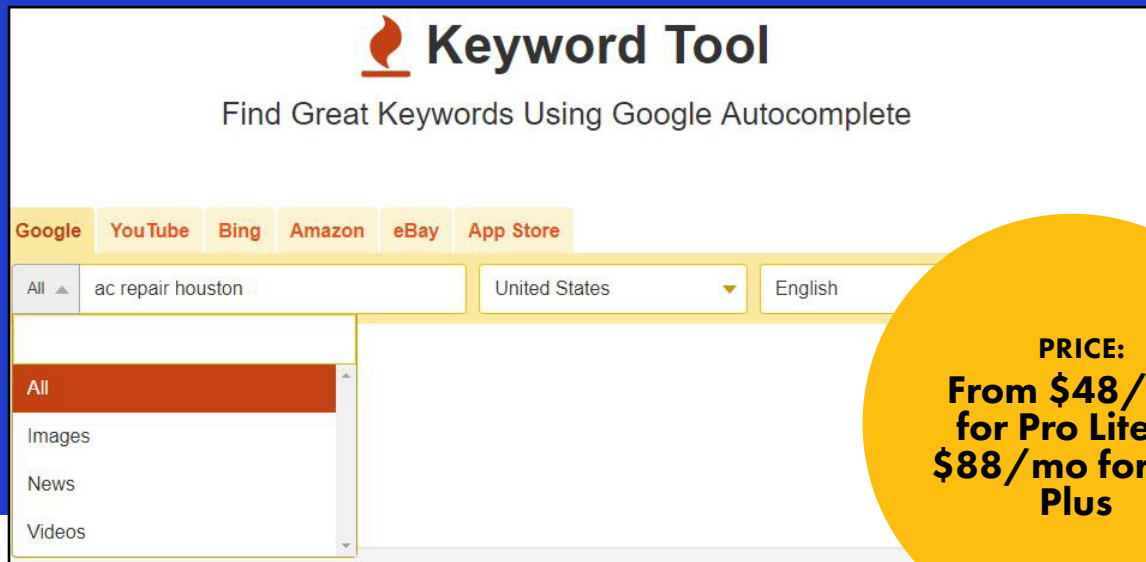 Keyword Tool
Find Great Keywords Using Google Autocomplete
Google YouTube Bing Amazon eBay App Store
All ac repair houston United States English
All
Images
News
Videos
PRICE:
From $48/
for Pro Lite
$88/mo for
Plus